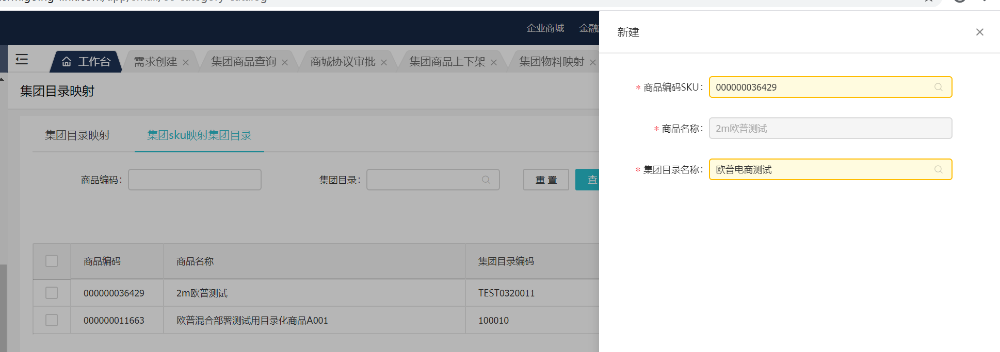 企业商城
工作台
需求创建
集团商品查询
商城协议审批
集团商品上下架
集团物料映射
集团目录映射
集团目录映射
集团sku映射集团目录
商品编码：
集团目录：
重 置
查
商品编码
商品名称
集团目录编码
000000036429
2m欧普测试
TEST0320011
000000011663
欧普混合部署测试用目录化商品A001
100010
新建
* 商品编码SKU：
000000036429
* 商品名称：
2m欧普测试
* 集团目录名称：
欧普电商测试